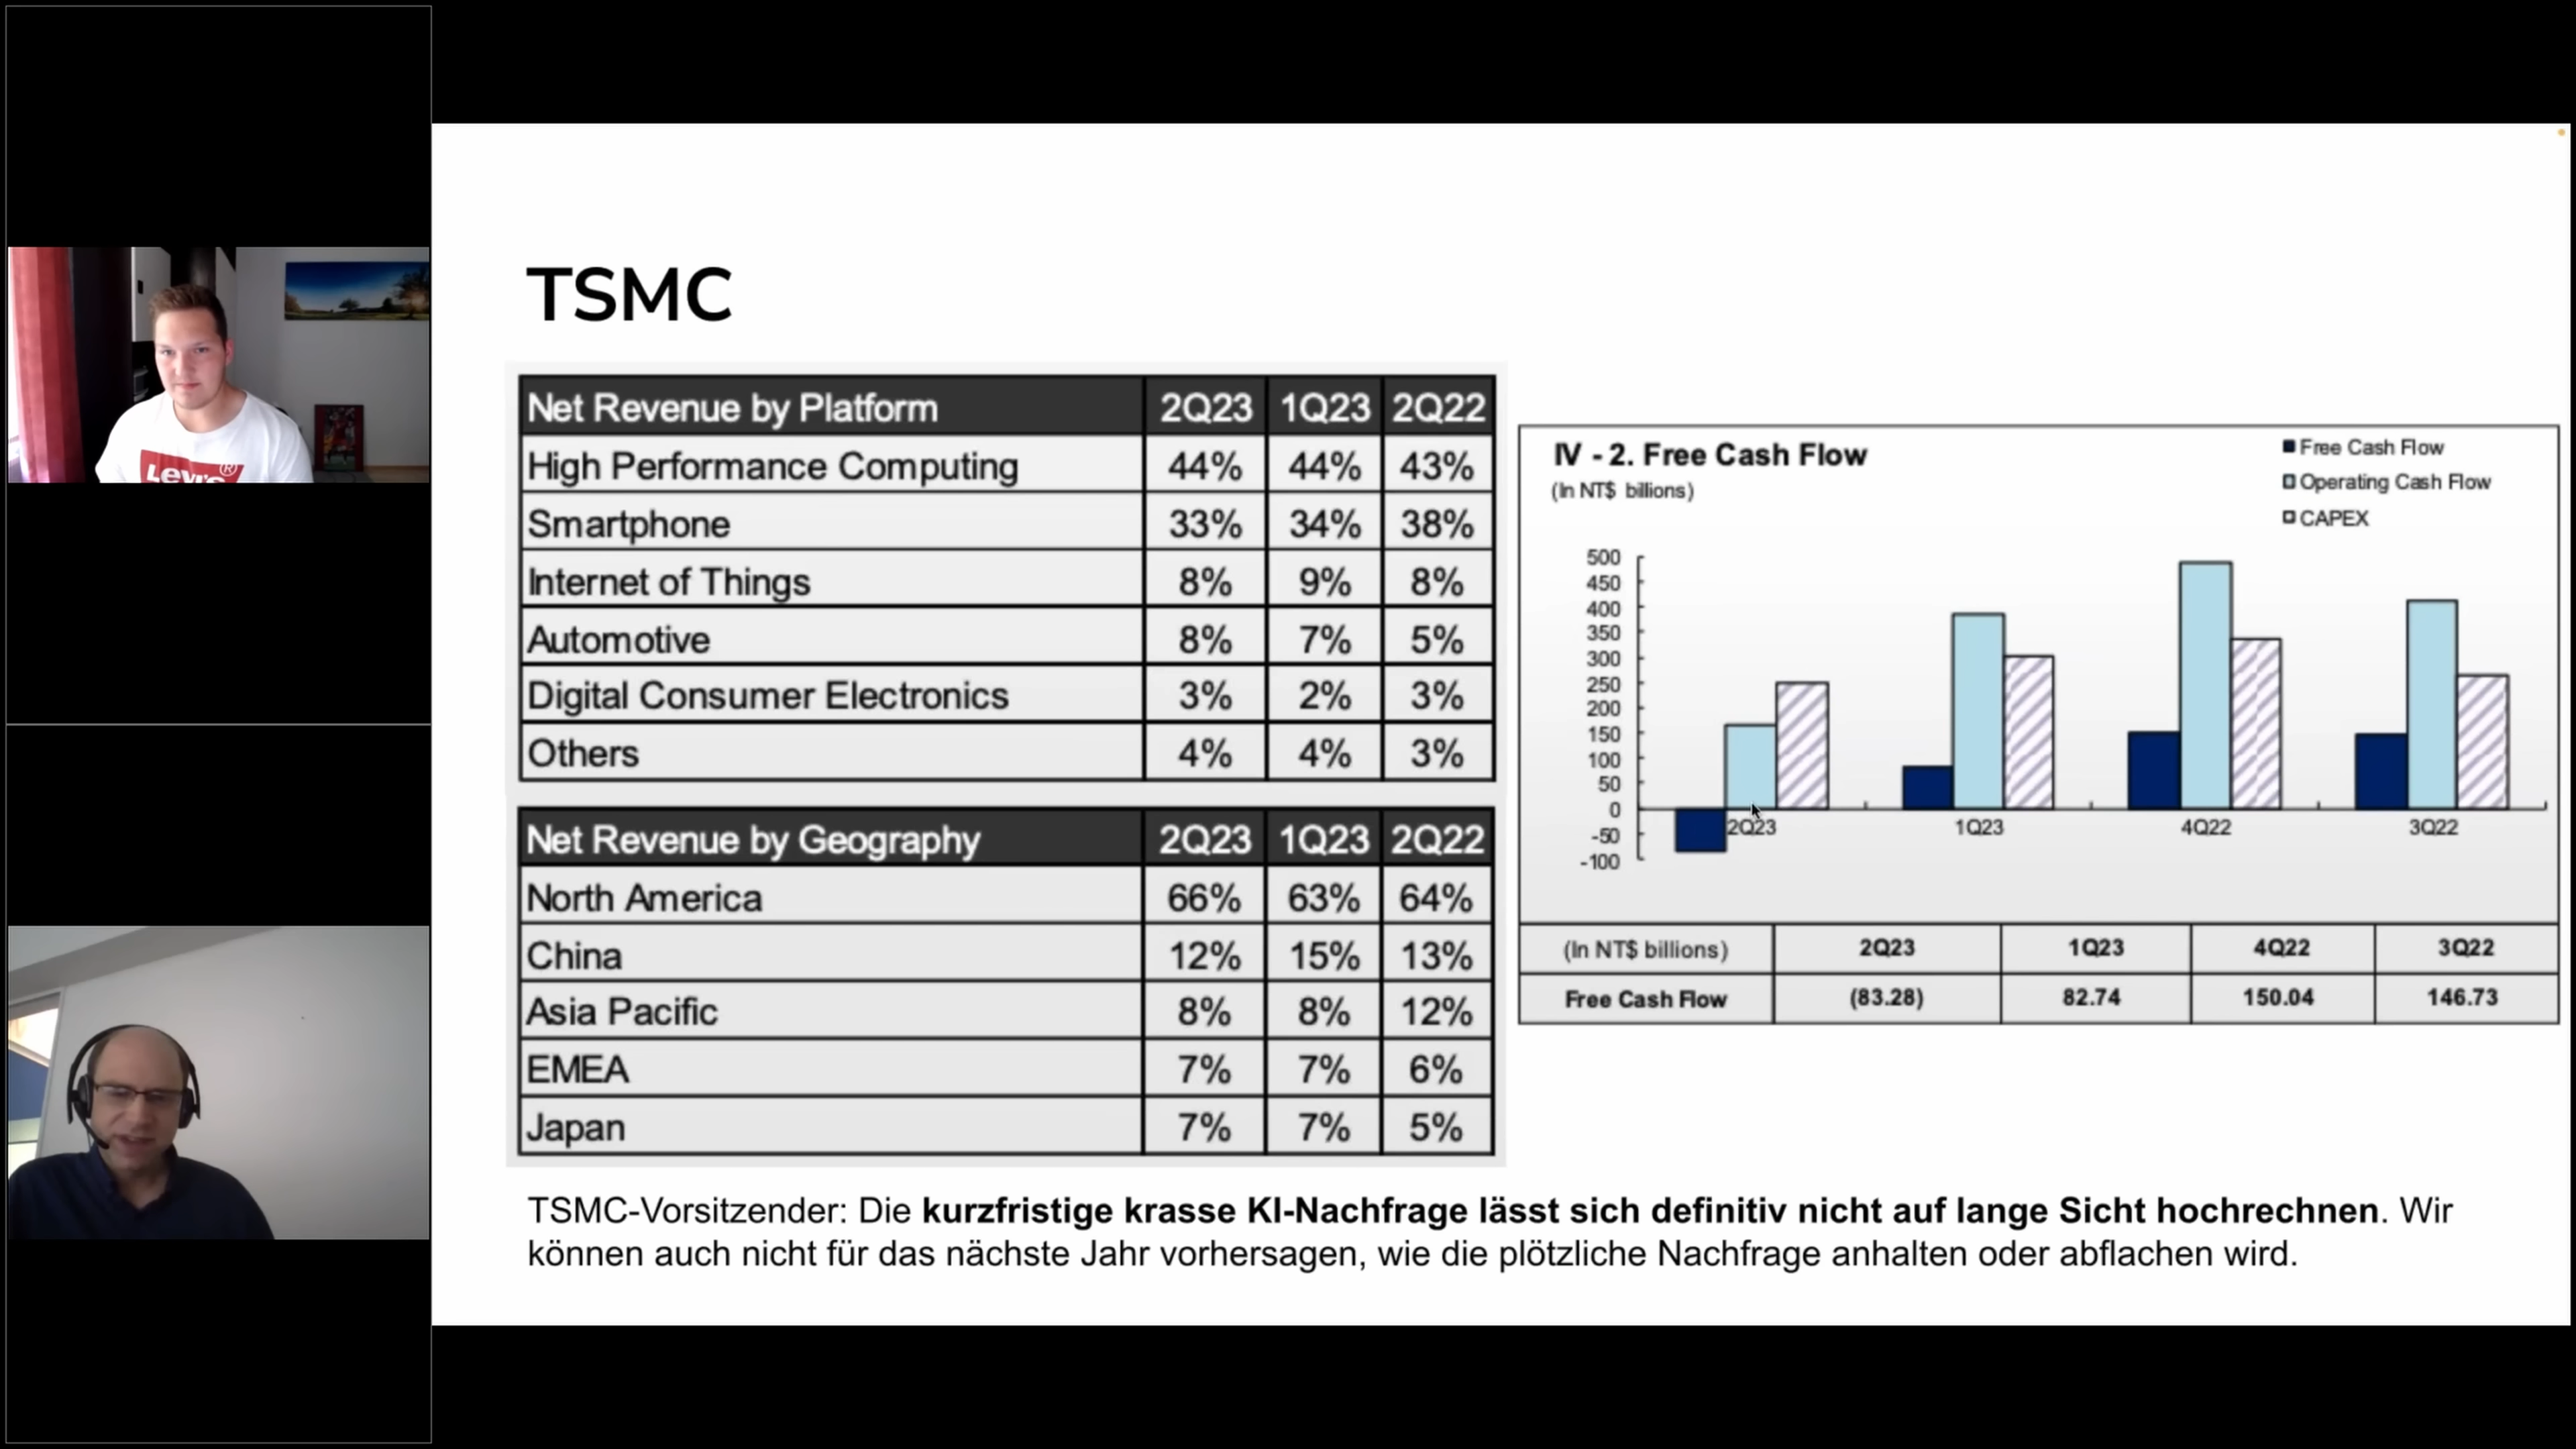 Levi's®
TSMC
Net Revenue by Platform 2Q23 1Q23 2Q22
High Performance Computing 44% 44% 43%
Smartphone 33% 34% 38%
Internet of Things 8% 9% 8%
Automotive 8% 7% 5%
Digital Consumer Electronics 3% 2% 3%
Others 4% 4% 3%
Net Revenue by Geography 2Q23 1Q23 2Q22
North America 66% 63% 64%
China 12% 15% 13%
Asia Pacific 8% 8% 12%
EMEA 7% 7% 6%
Japan 7% 7% 5%
IV - 2. Free Cash Flow
(In NT$ billions)
Free Cash Flow
Operating Cash Flow
CAPEX
500
450
400
350
300
250
200
150
100
50
0
-50
-100
2Q23 1Q23 4Q22 3Q22
(In NT$ billions) 2Q23 1Q23 4Q22 3Q22
Free Cash Flow (83.28) 82.74 150.04 146.73
TSMC-Vorsitzender: Die kurzfristige krasse KI-Nachfrage lässt sich definitiv nicht auf lange Sicht hochrechnen. Wir
können auch nicht für das nächste Jahr vorhersagen, wie die plötzliche Nachfrage anhalten oder abflachen wird.